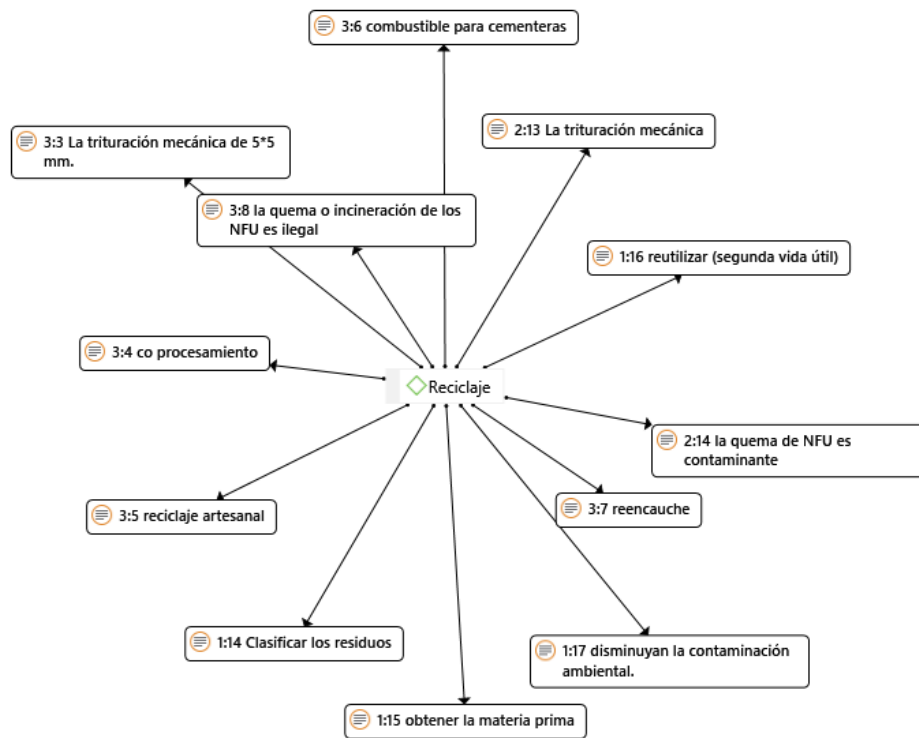 3:6 combustible para cementeras
2:13 La trituración mecánica
3:3 La trituración mecánica de 5*5
mm.
3:8 la quema o incineración de los
NFU es ilegal
1:16 reutilizar (segunda vida útil)
3:4 co procesamiento
Reciclaje
2:14 la quema de NFU es
contaminante
3:5 reciclaje artesanal
3:7 reencauche
1:14 Clasificar los residuos
1:17 disminuyan la contaminación
ambiental.
1:15 obtener la materia prima